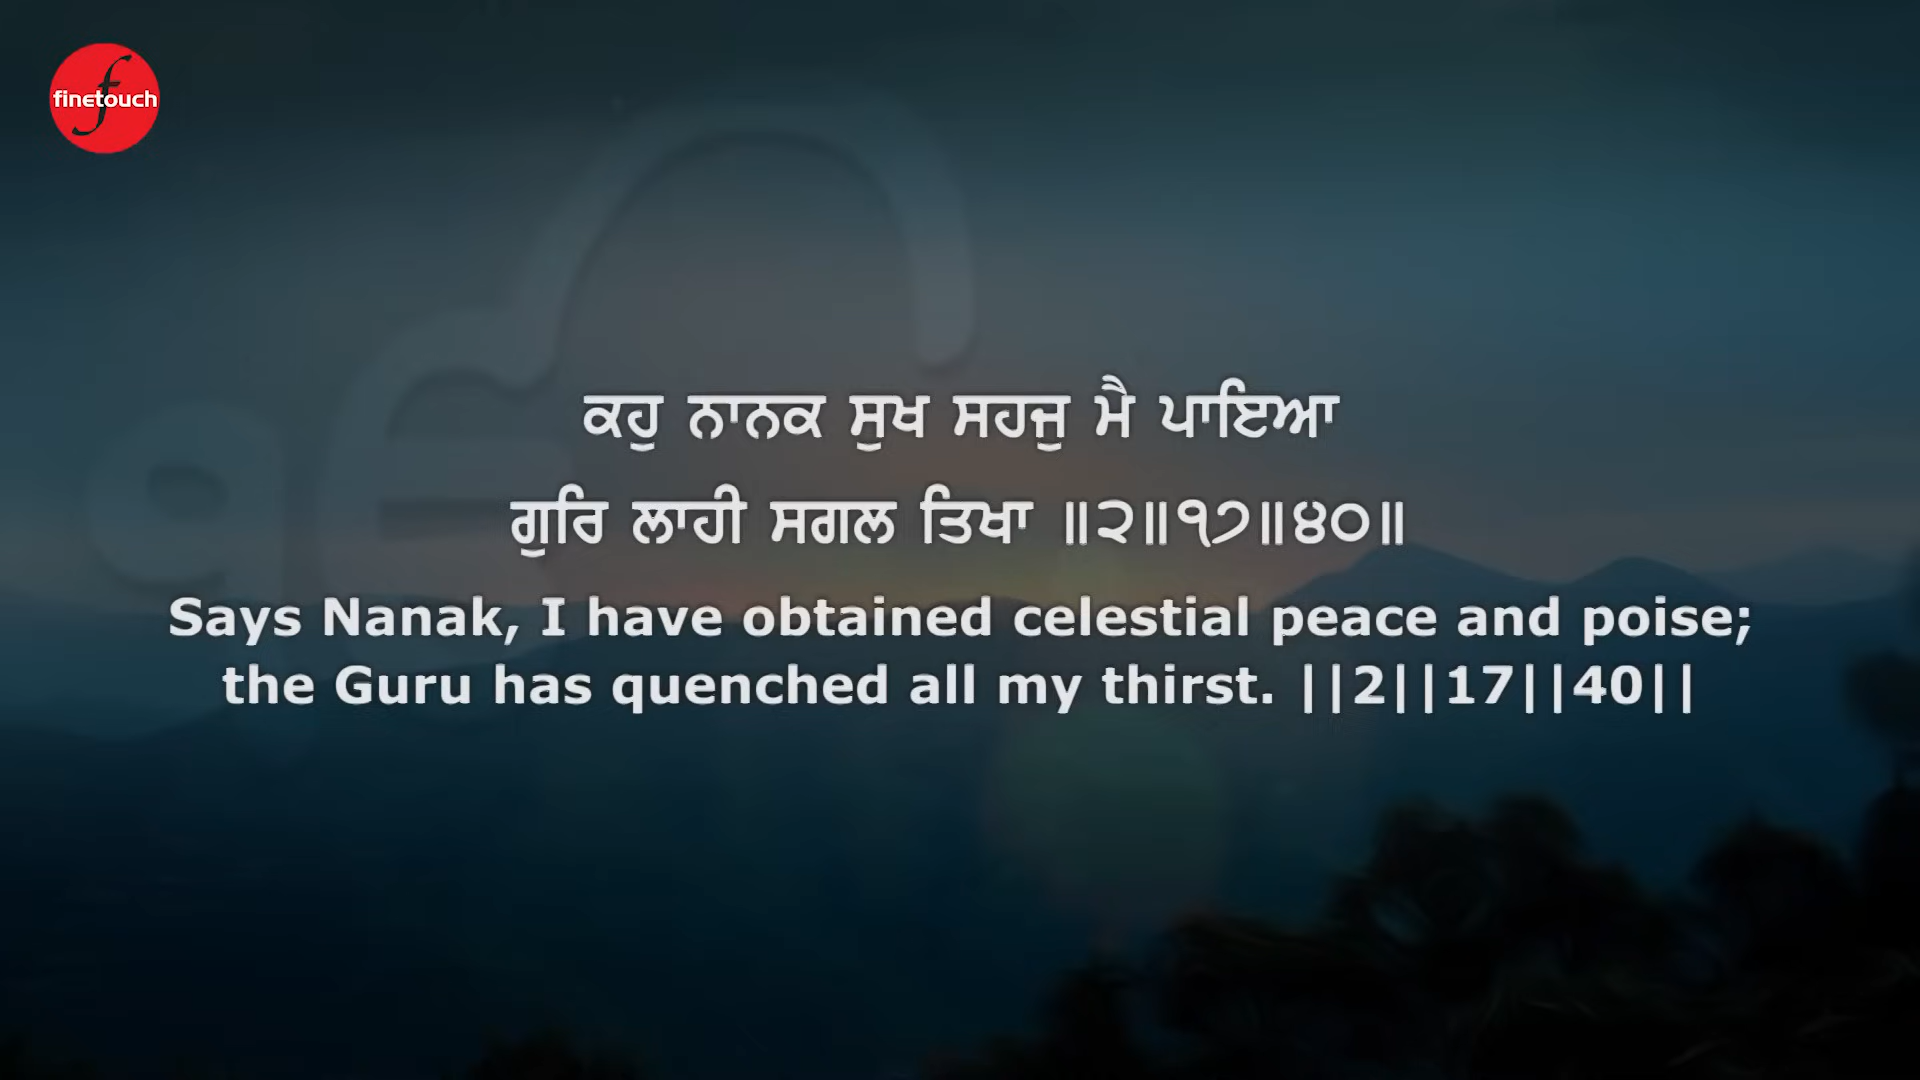 finetouch
ਕਹੁ ਨਾਨਕ ਸੁਖ ਸਹਜੁ ਮੈ ਪਾਇਆ
ਗੁਰਿ ਲਾਹੀ ਸਗਲ ਤਿਖਾ ॥੨॥੧੭॥੪੦॥
Says Nanak, I have obtained celestial peace and poise;
the Guru has quenched all my thirst. ||2||17||40||